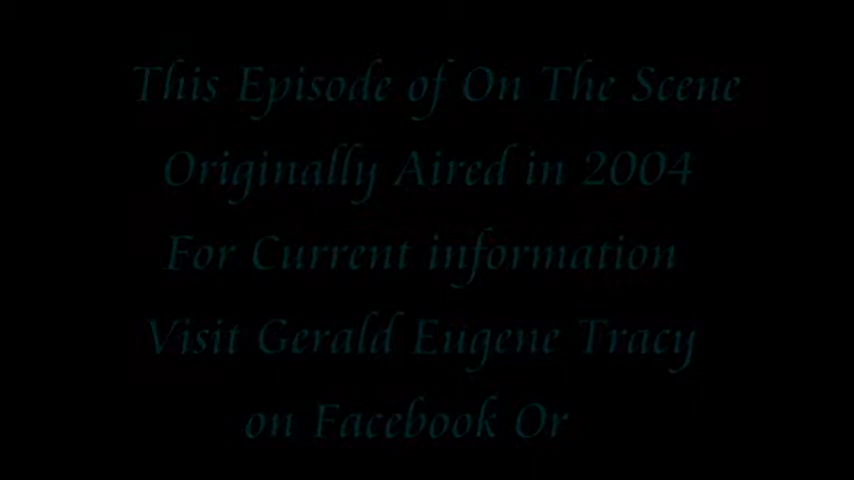 This Episode of On The Scene
Originally Aired in 2004
For Current information
Visit Gerald Eugene Tracy
on Facebook Or